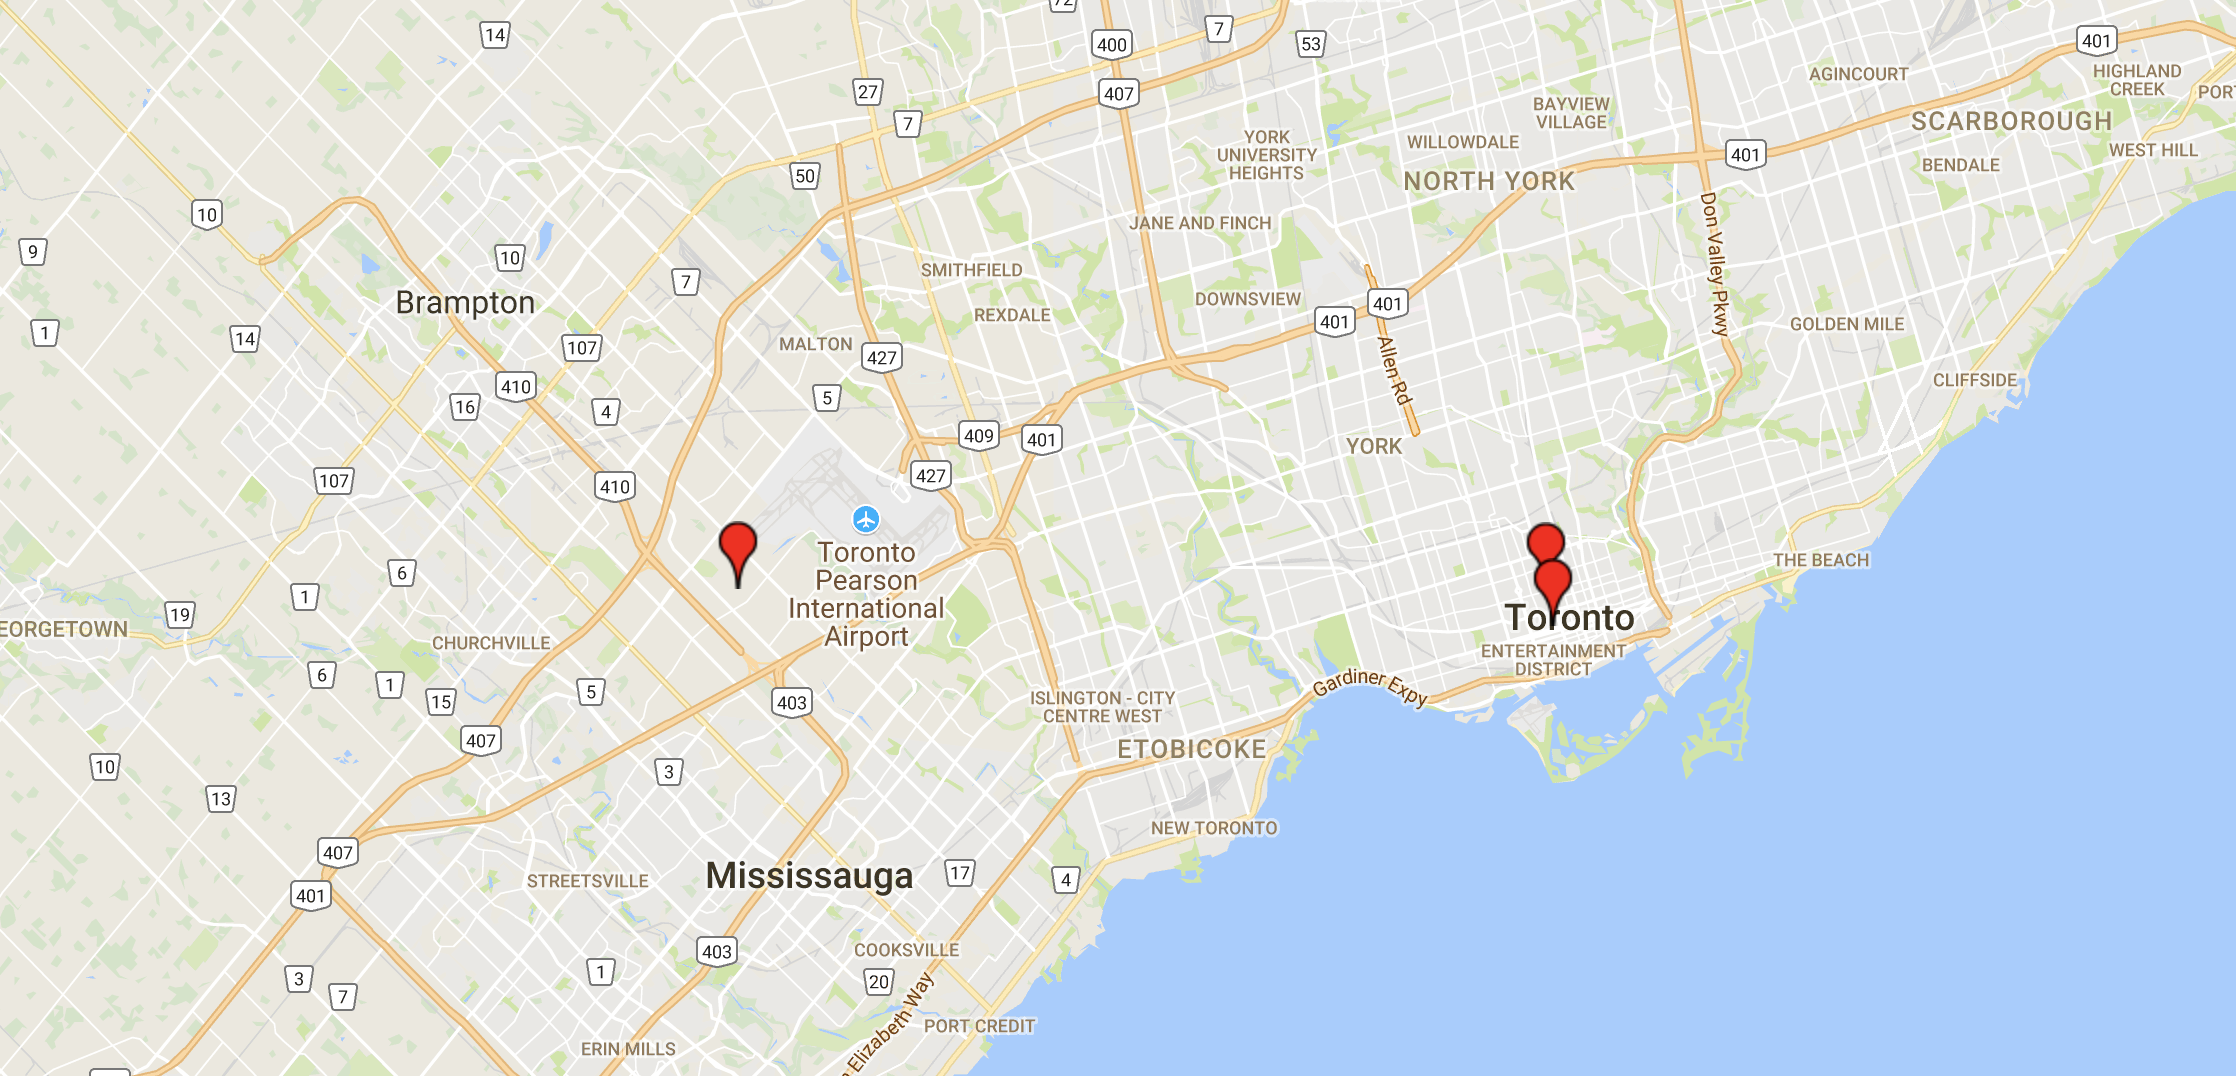 72
14
400
7
53
401
27
407
AGINCOURT
HIGHLAND
CREEK
POR
7
BAYVIEW
VILLAGE
SCARBOROUGH
YORK
UNIVERSITY
HEIGHTS
WILLOWDALE
401
WEST HILL
50
NORTH YORK
BENDALE
10
JANE AND FINCH
Don Valley Pkwy
9
10
SMITHFIELD
7
Brampton
DOWNSVIEW
401
REXDALE
401
GOLDEN MILE
1
14
107
MALTON
427
Allen Rd
410
5
CLIFFSIDE
16
4
409
401
YORK
107
410
427
Toronto
Pearson
International
Airport
THE BEACH
6
1
19
Toronto
EORGETOWN
CHURCHVILLE
ENTERTAINMENT
DISTRICT
6
1
15
5
403
Gardiner Expy
ISLINGTON - CITY
CENTRE WEST
407
ETOBICOKE
10
3
13
NEW TORONTO
407
Mississauga
17
4
STREETSVILLE
401
COOKSVILLE
403
1
3
20
7
Elizabeth Way
PORT CREDIT
ERIN MILLS